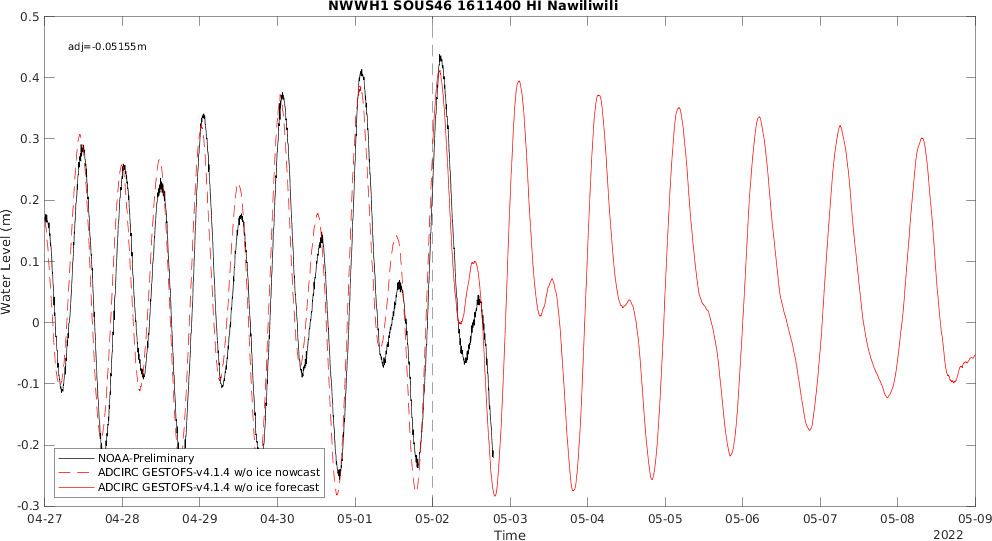 NWWH1 SOUS46 1611400 HI Nawiliwili
adj=-0.05155m
0.5
0.4
0.3
0.2
0.1
0
-0.1
-0.2
-0.3
Water Level (m)
NOAA-Preliminary
ADCIRC GESTOFS-v4.1.4 w/o ice nowcast
ADCIRC GESTOFS-v4.1.4 w/o ice forecast
04-27 04-28 04-29 04-30 05-01 05-02 05-03 05-04 05-05 05-06 05-07 05-08 05-09
Time
2022